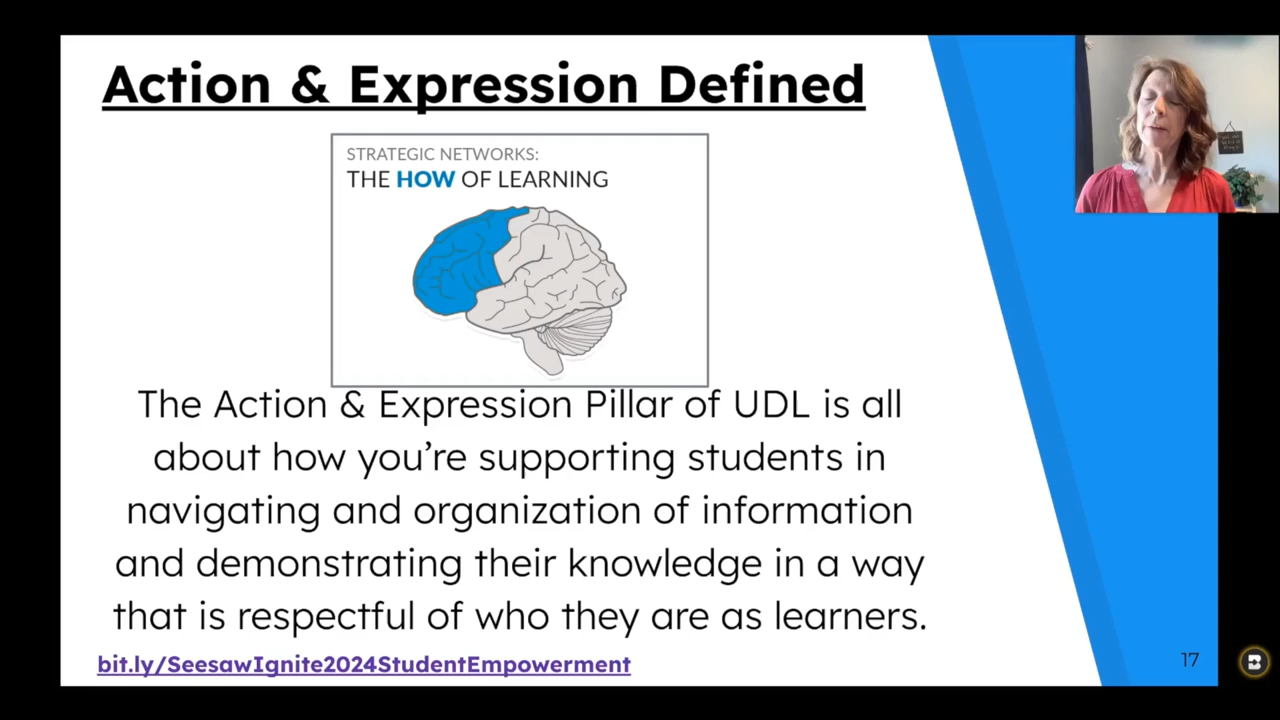 Action & Expression Defined
STRATEGIC NETWORKS:
THE HOW OF LEARNING
The Action & Expression Pillar of UDL is all
about how you’re supporting students in
navigating and organization of information
and demonstrating their knowledge in a way
that is respectful of who they are as learners.
bit.ly/SeesawIgnite2024StudentEmpowerment
17